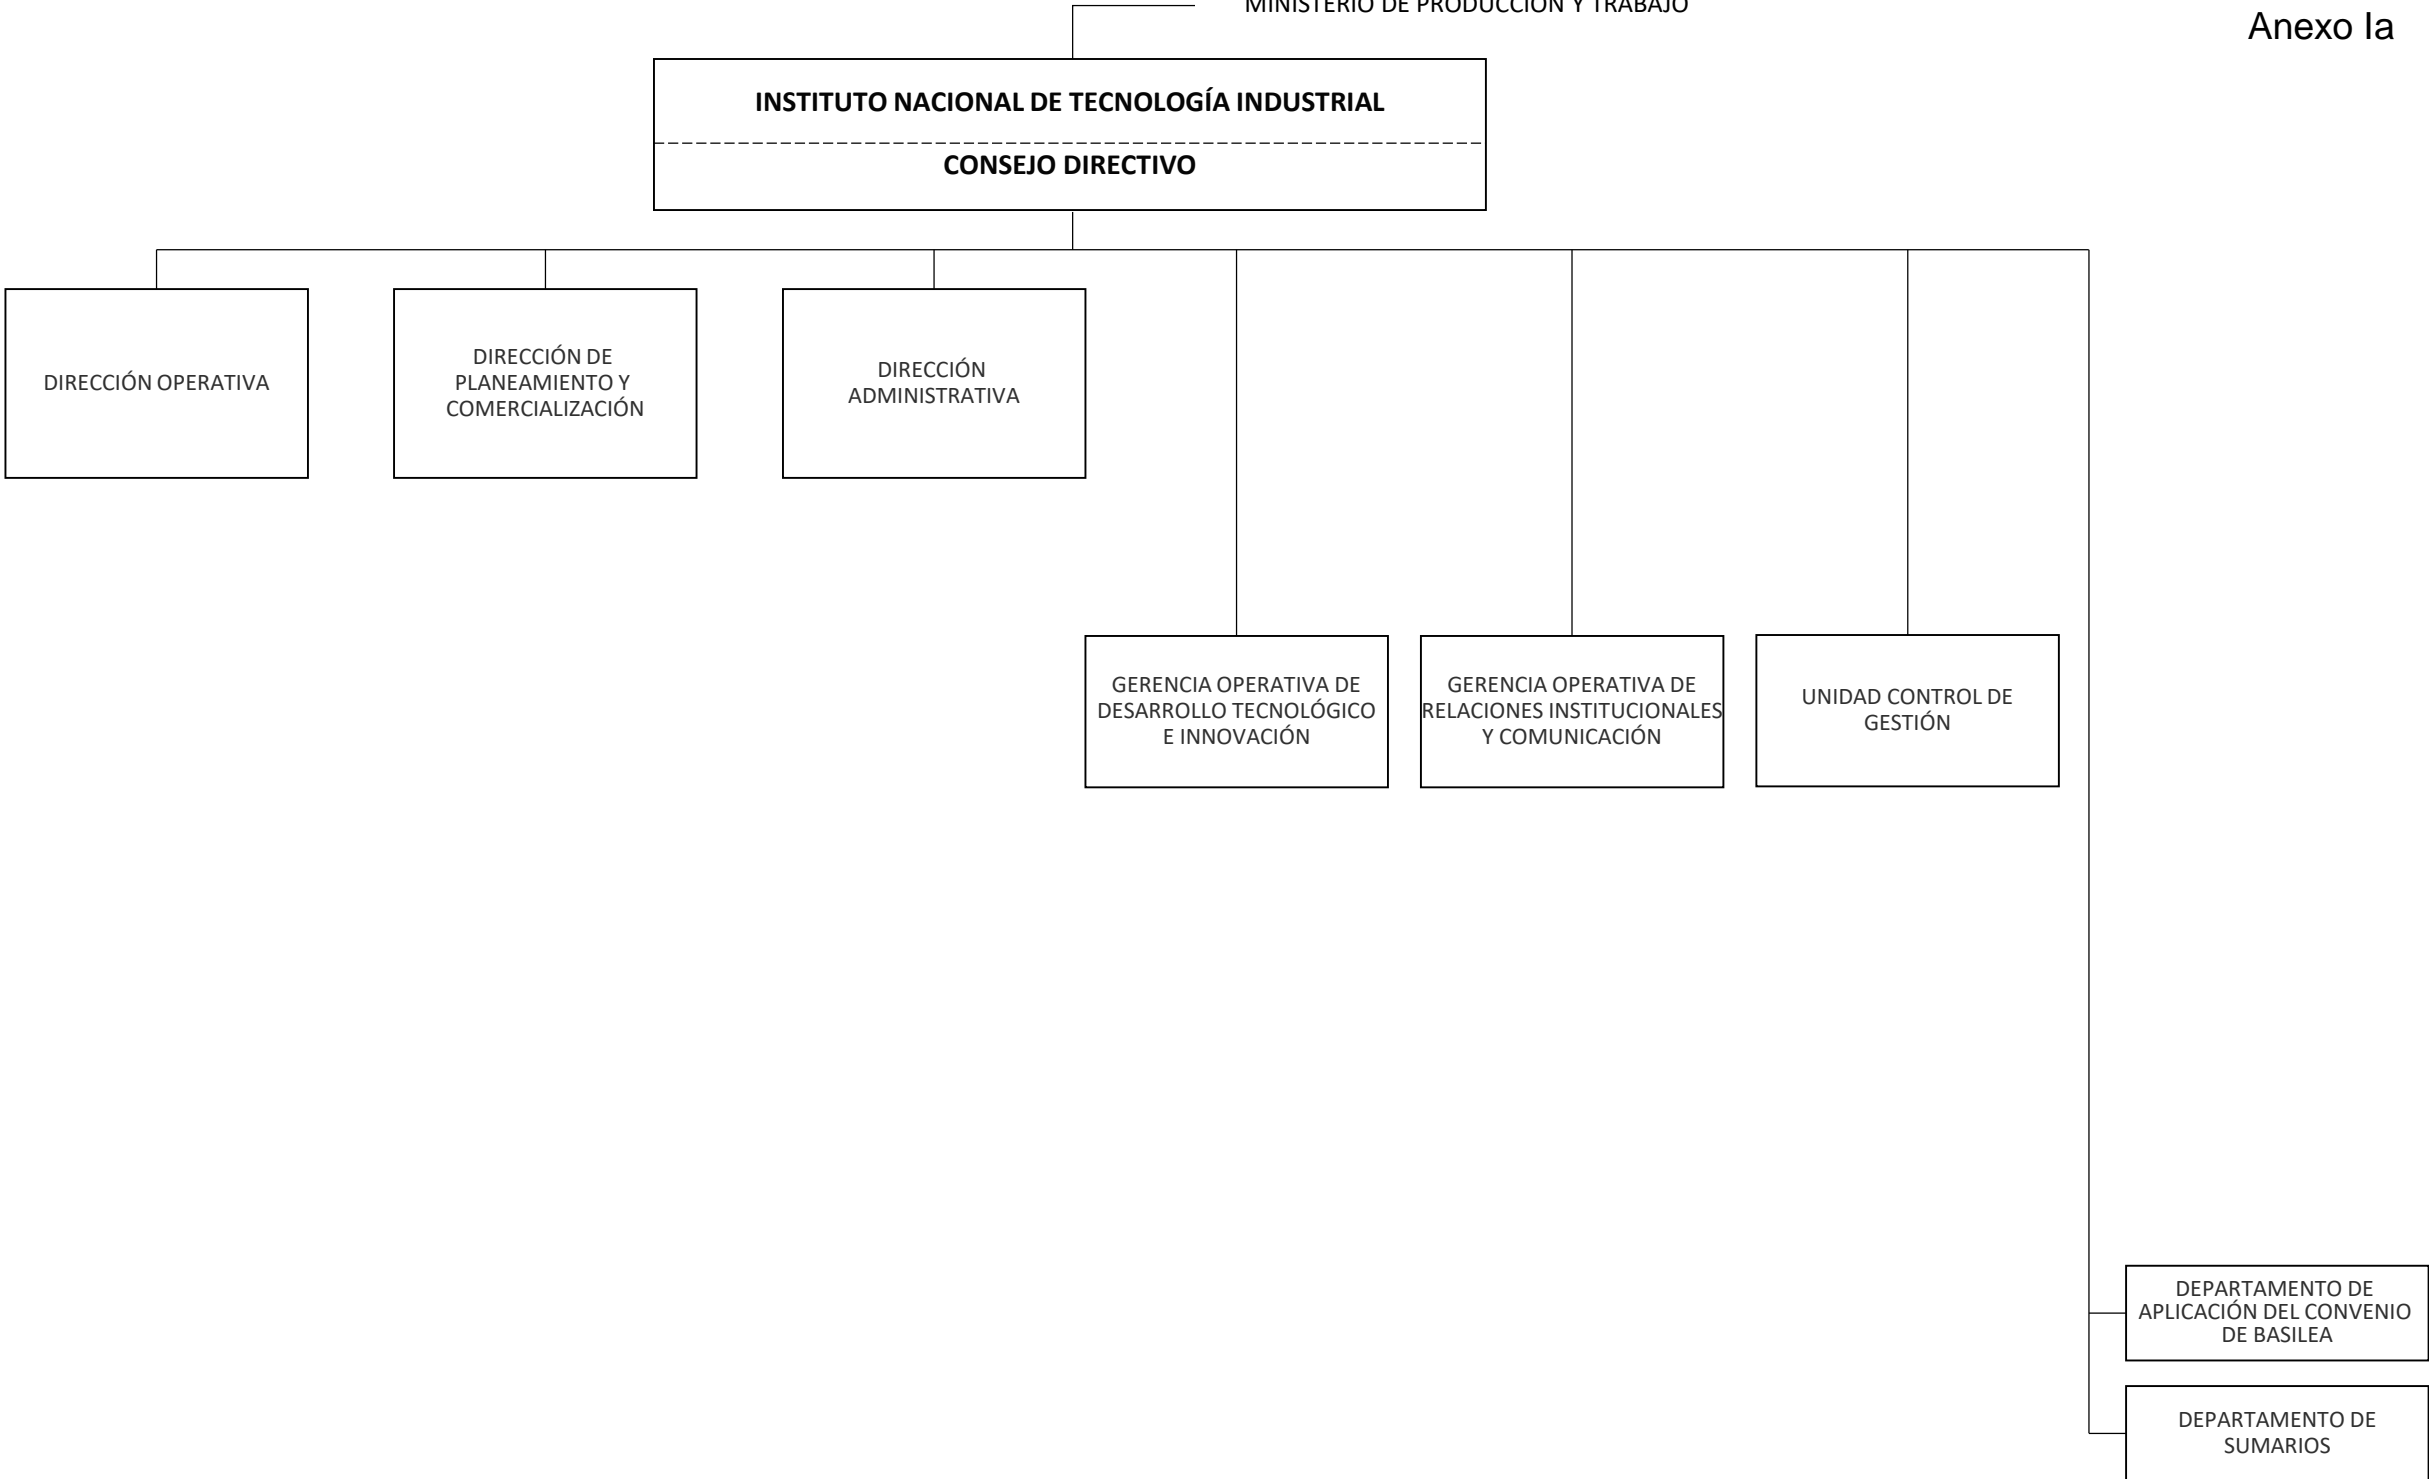 MINISTERIO DE PRODUCCIÓN Y TRABAJO
Anexo Ia
INSTITUTO NACIONAL DE TECNOLOGÍA INDUSTRIAL
CONSEJO DIRECTIVO
DIRECCIÓN OPERATIVA
DIRECCIÓN DE
PLANEAMIENTO Y
COMERCIALIZACIÓN
DIRECCIÓN
ADMINISTRATIVA
GERENCIA OPERATIVA DE
DESARROLLO TECNOLÓGICO
E INNOVACIÓN
GERENCIA OPERATIVA DE
RELACIONES INSTITUCIONALES
Y COMUNICACIÓN
UNIDAD CONTROL DE
GESTIÓN
DEPARTAMENTO DE
APLICACIÓN DEL CONVENIO
DE BASILEA
DEPARTAMENTO DE
SUMARIOS